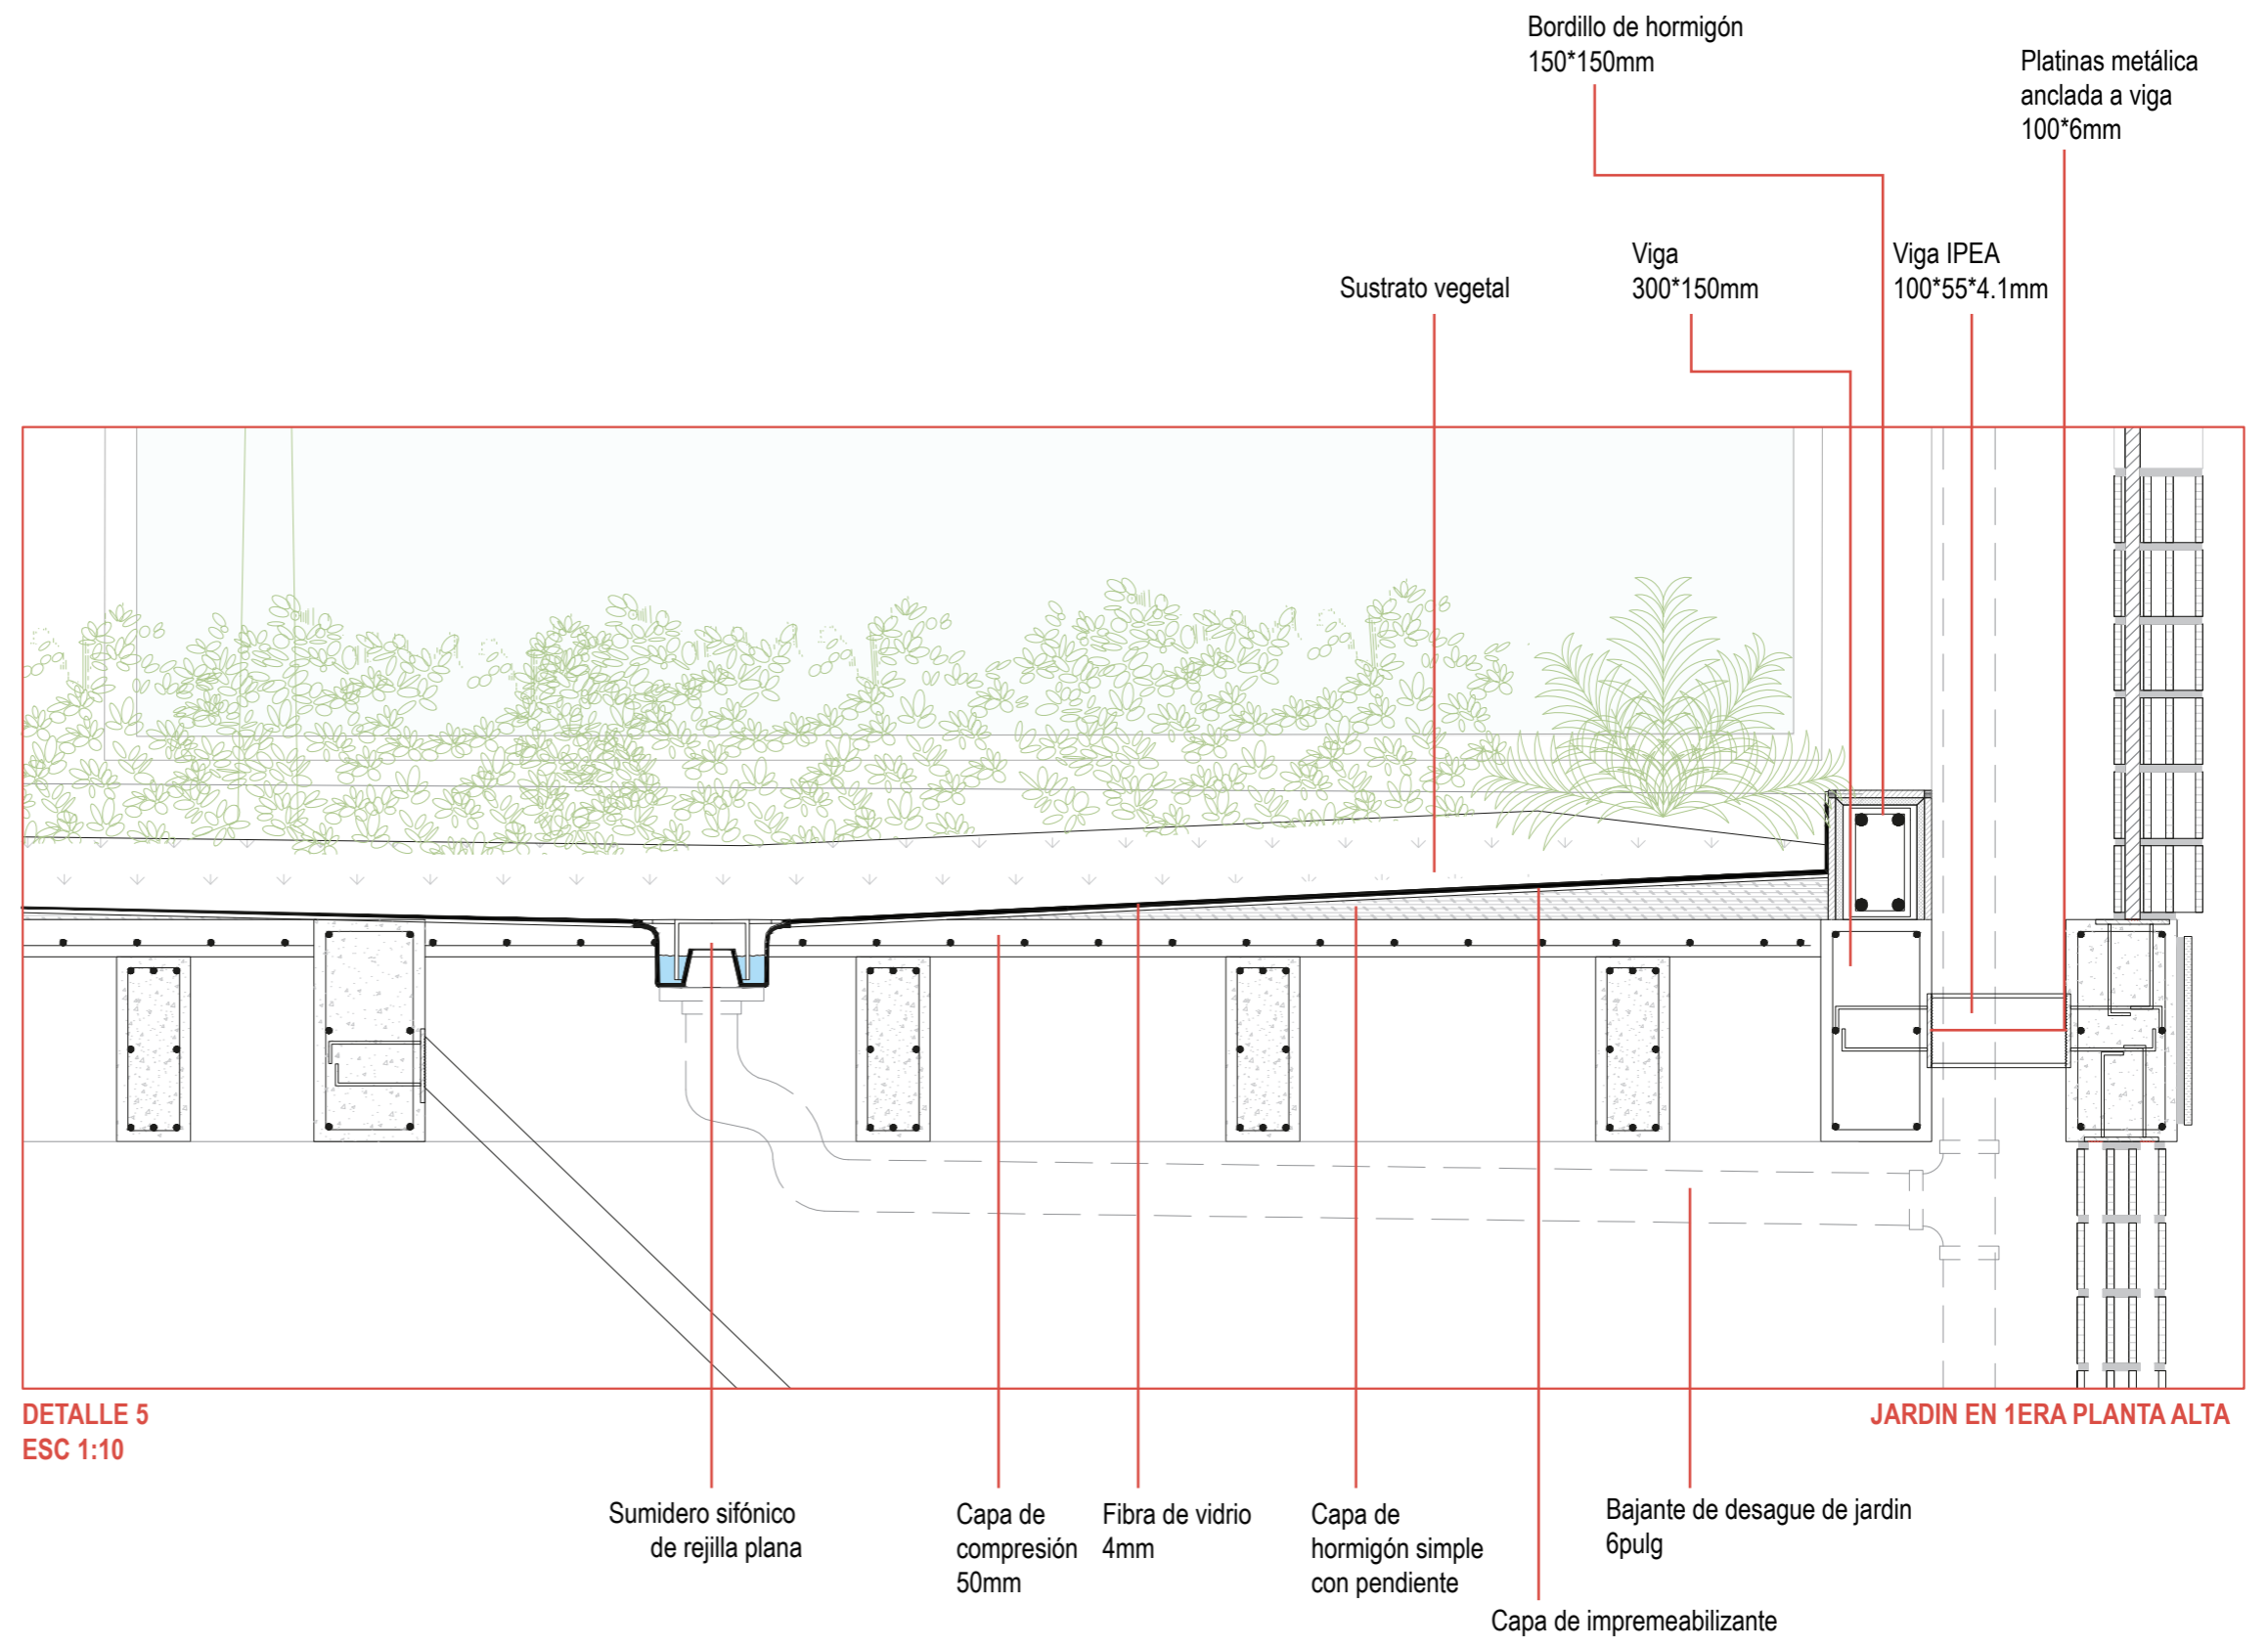 Bordillo de hormigón
150*150mm
Platinas metálica
anclada a viga
100*6mm
Sustrato vegetal
Viga
300*150mm
Viga IPEA
100*55*4.1mm
DETALLE 5
ESC 1:10
JARDIN EN 1ERA PLANTA ALTA
Sumidero sifónico
de rejilla plana
Capa de
compresión
50mm
Fibra de vidrio
4mm
Capa de
hormigón simple
con pendiente
Capa de impremeabilizante
Bajante de desague de jardin
6pulg